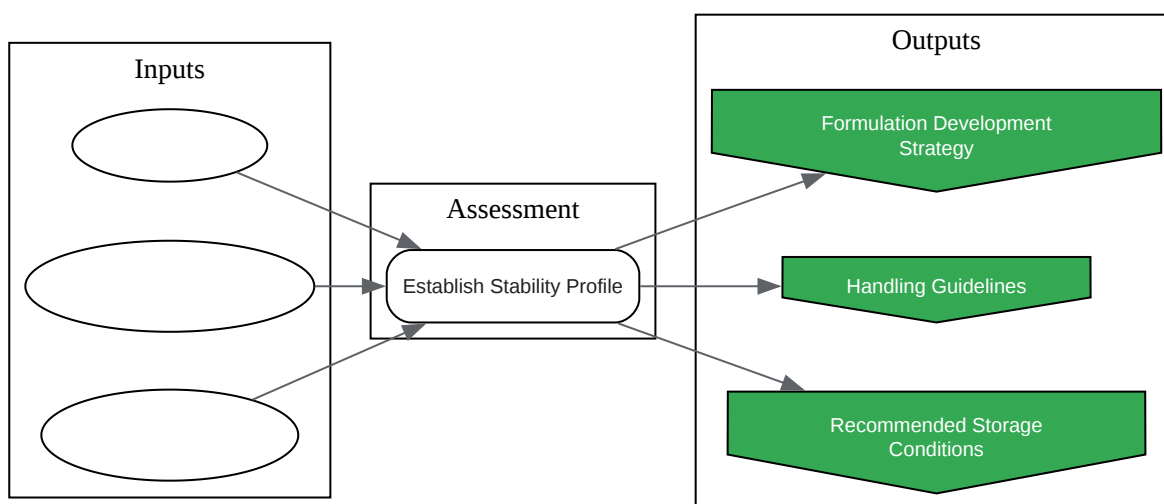 Inputs
Assessment
Establish Stability Profile
Outputs
Formulation Development
Strategy
Handling Guidelines
Recommended Storage
Conditions